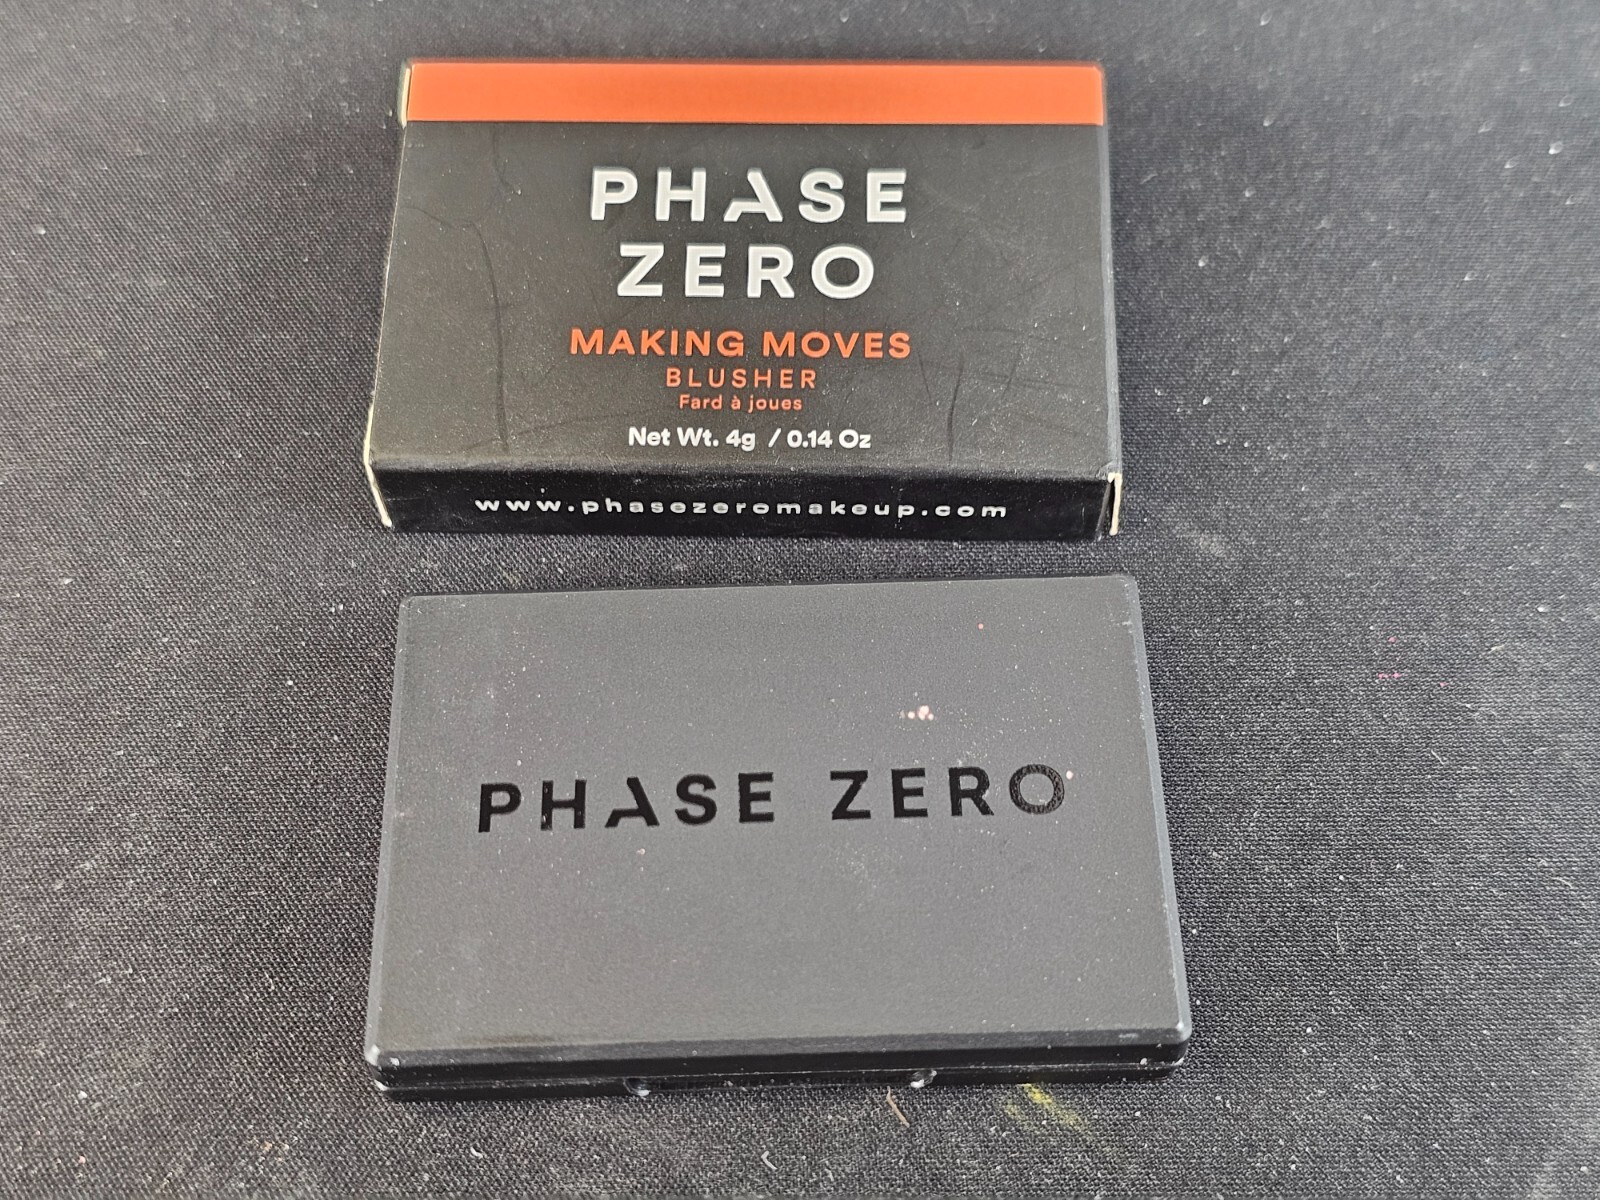 PHASE
ZERO
MAKING MOVES
BLUSHER
Fard à joues
Net Wt. 4g / 0.14 Oz
www.phasezeromakeup.com
PHASE ZERO